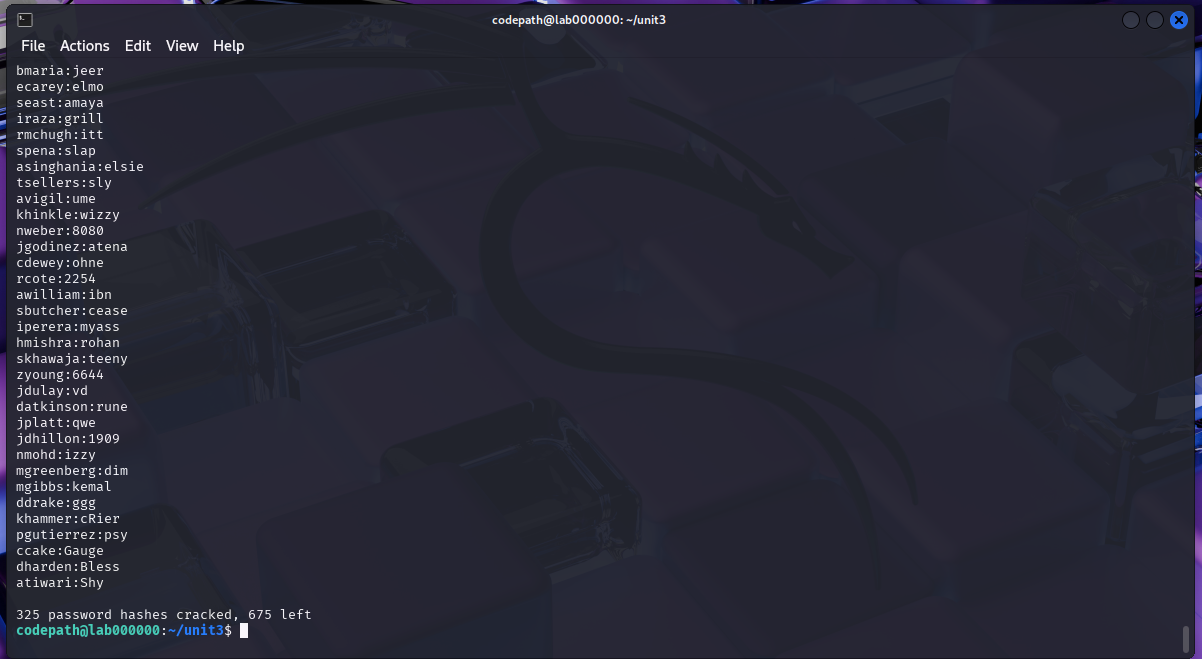 codepath@lab000000: ~/unit3
File Actions Edit View Help
bmaria:jeer
ecarey:elmo
seast:amaya
iraza:grill
rmchugh:itt
spena:slap
asinghania:elsie
tsellers:sly
avigil:ume
khinkle:wizzy
nweber:8080
jgodinez:atena
cdewey:ohne
rcote:2254
awilliam:ibn
sbutcher:cease
iperera:myass
hmishra:rohan
skhawaja:teeny
zyoung:6644
jdulay:vd
datkinson:rune
jplatt:qwe
jdhillon:1909
nmohd:izzy
mgreenberg:dim
mgibbs:kemal
ddrake:ggg
khammer:cRier
pgutierrez:psy
ccake:Gauge
dharden:Bless
atiwari:Shy
325 password hashes cracked, 675 left
codepath@lab000000:~/unit3$